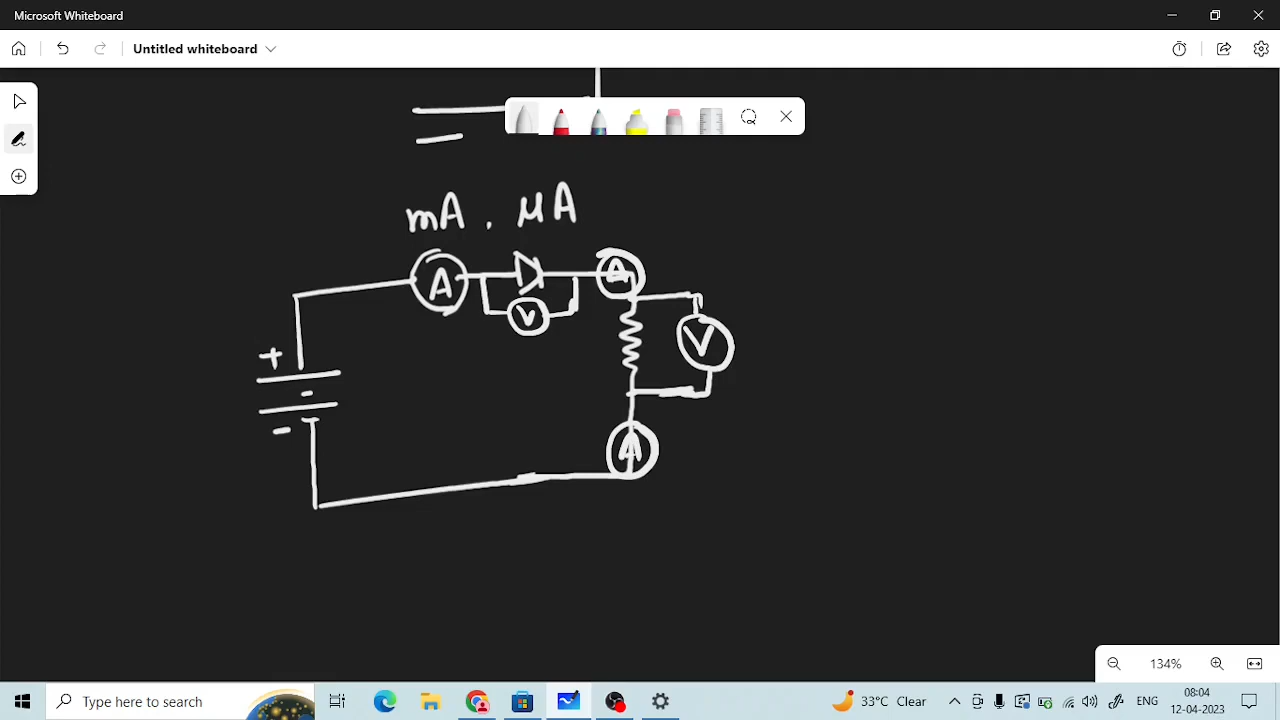 Microsoft Whiteboard
Untitled whiteboard
mA . μA
A
A
V
+
V
-
A
134%
Type here to search
33°C Clear
ENG
08:04
12-04-2023